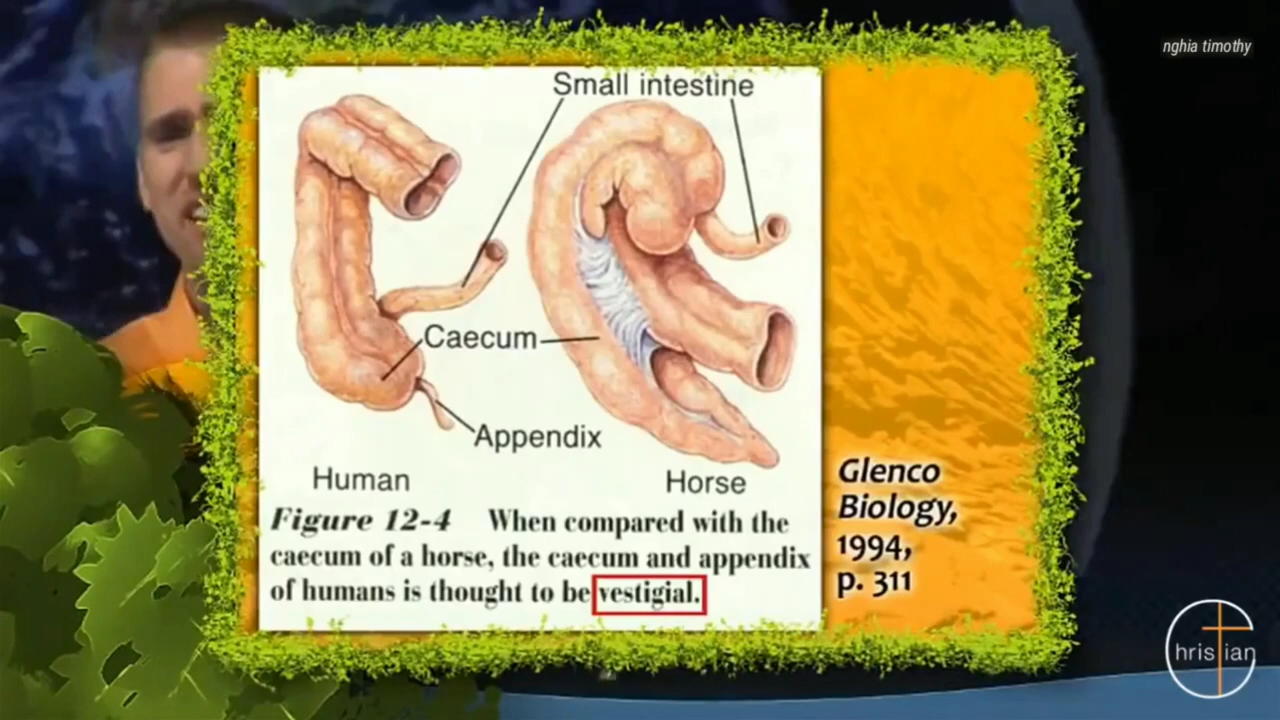 nghia timothy
Small intestine
Caecum
Appendix
Human
Horse
Figure 12-4 When compared with the
caecum of a horse, the caecum and appendix
of humans is thought to be vestigial.
Glenco
Biology,
1994,
p. 311
Christian